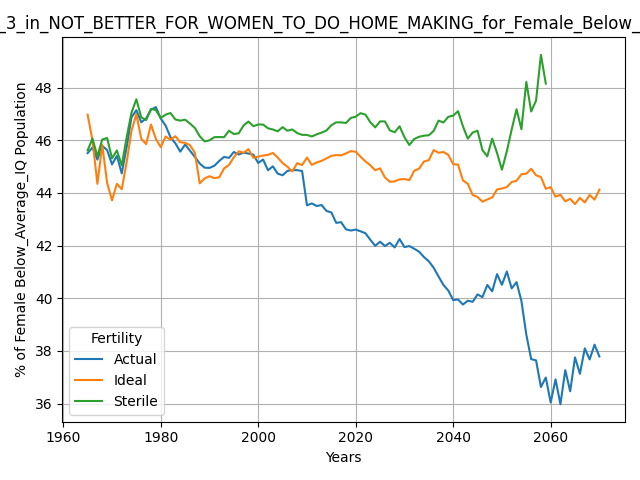 _3_in_NOT_BETTER_FOR_WOMEN_TO_DO_HOME_MAKING_for_Female_Below_
% of Female Below_Average_IQ Population
48
46
44
42
40
38
36
Fertility
Actual
Ideal
Sterile
1960 1980 2000 2020 2040 2060
Years